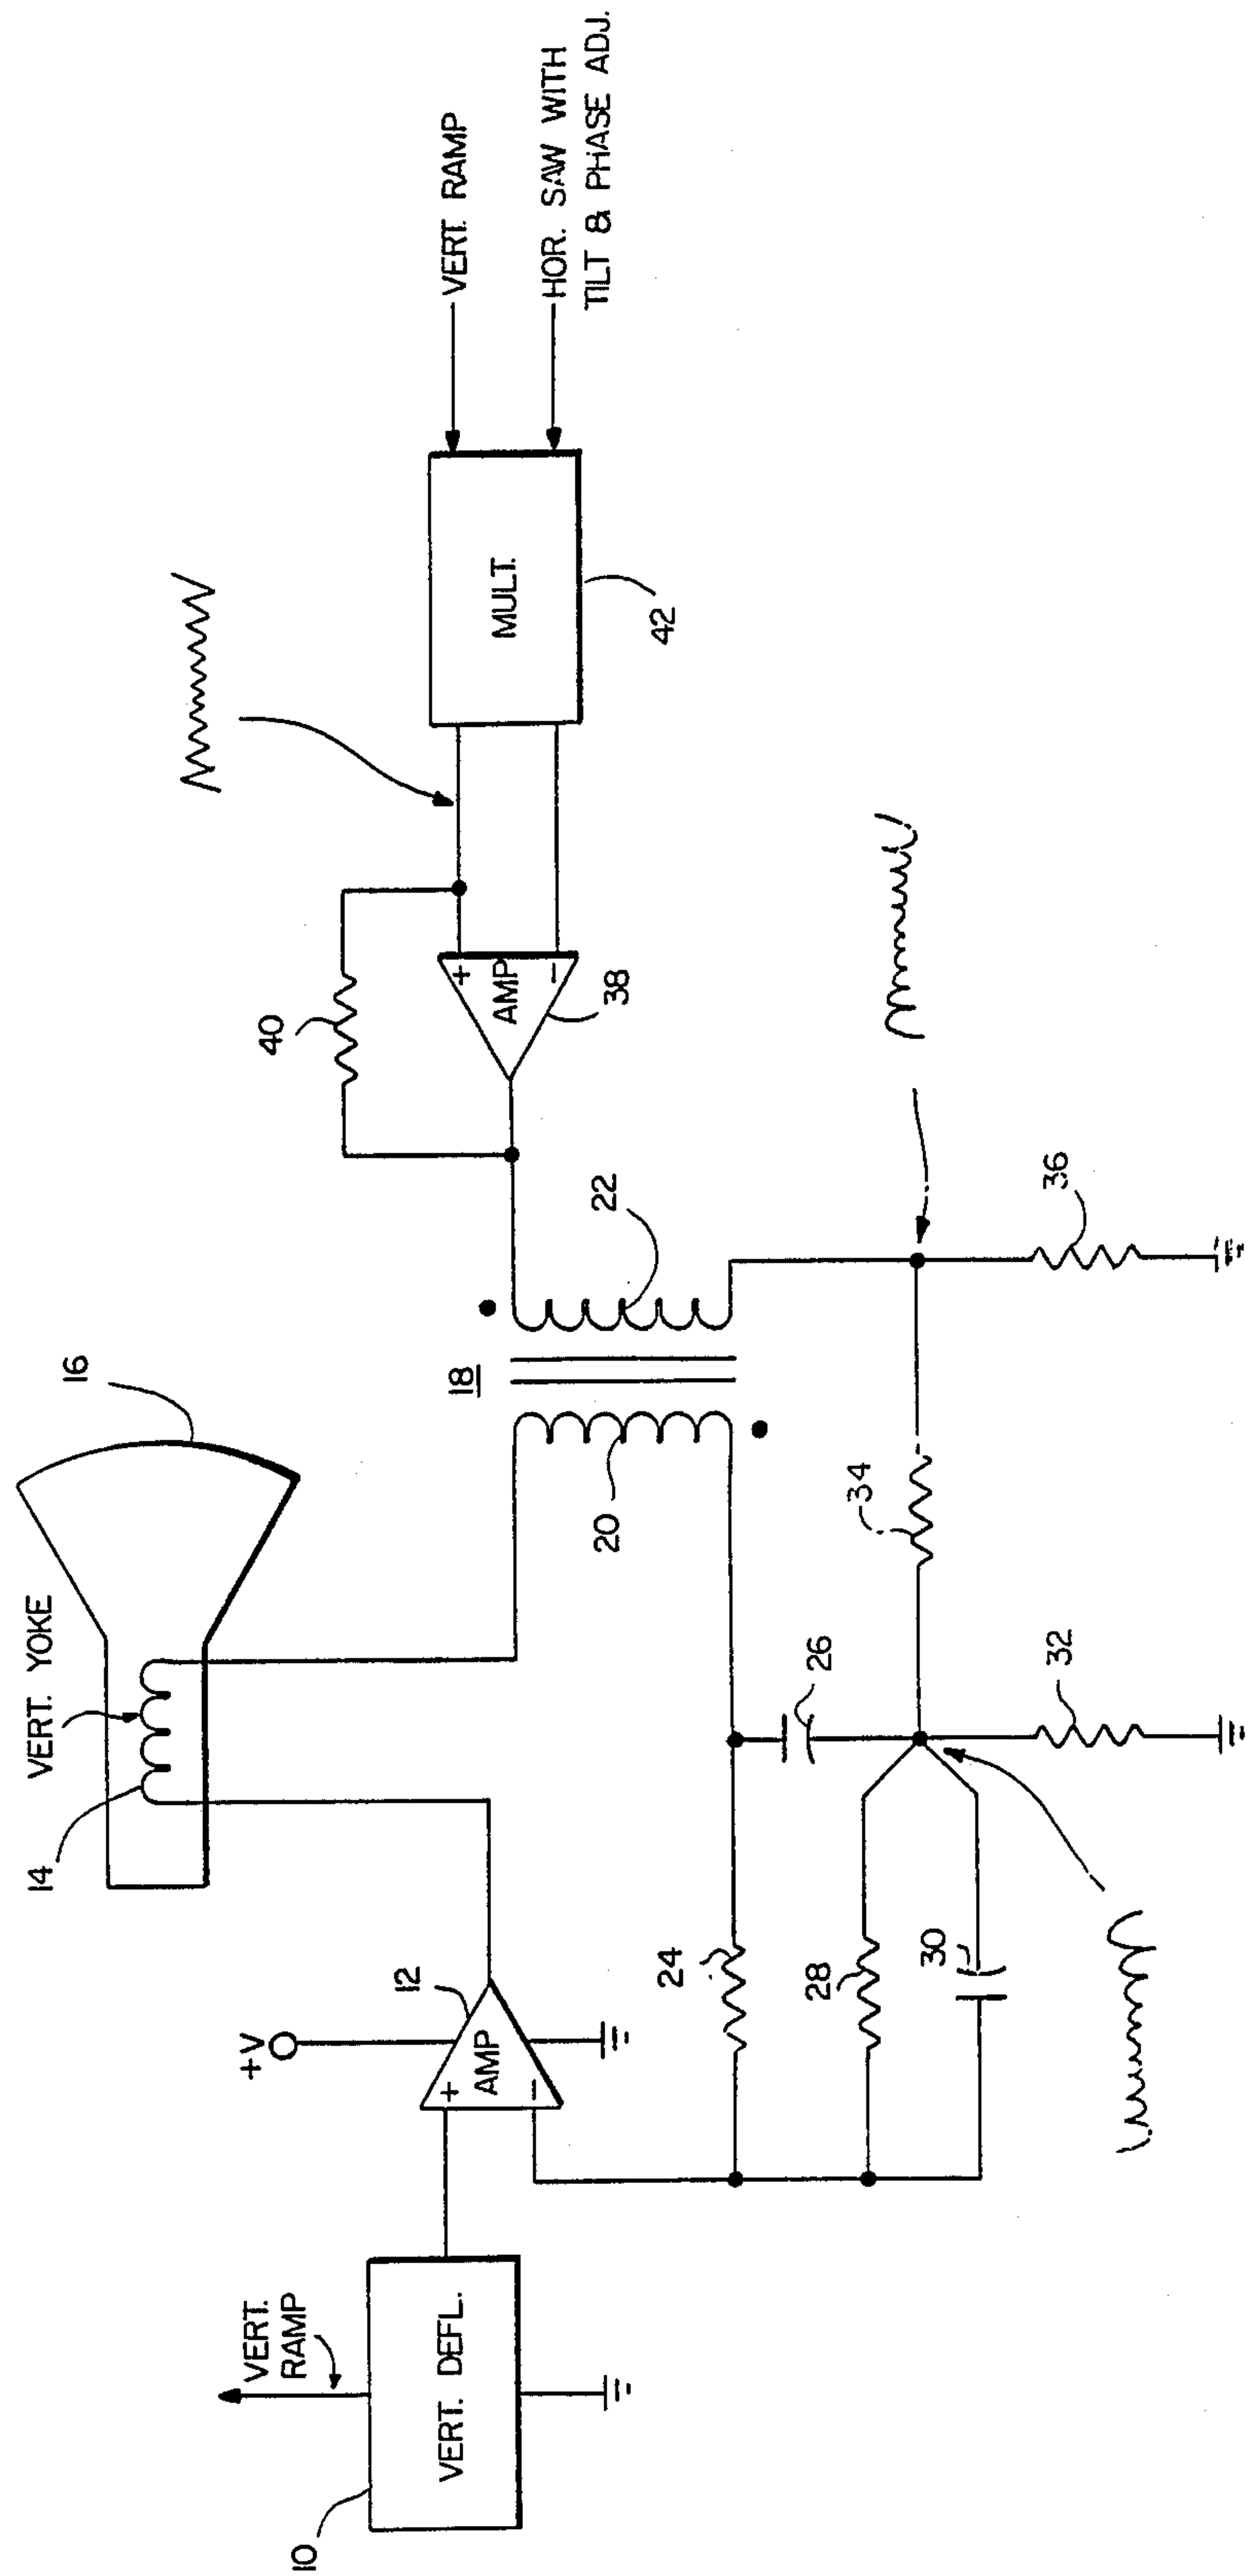 10
VERT. DEFL.
VERT.
RAMP
+V
12
+
AMP
−
14
VERT. YOKE
16
18
20
22
24
26
28
30
32
34
36
38
40
+
AMP
−
MULT.
42
VERT. RAMP
HOR. SAW WITH
TILT & PHASE ADJ.